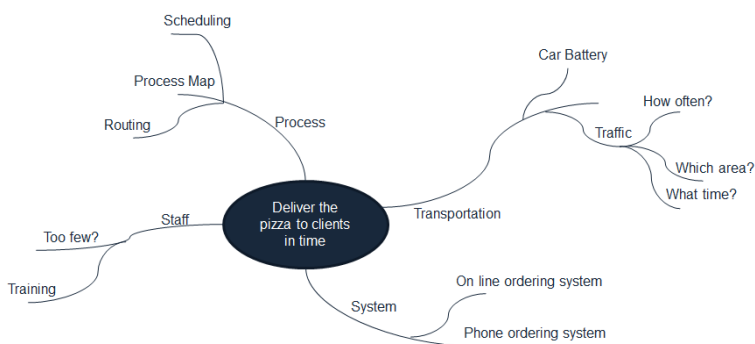 Scheduling
Process Map
Routing
Process
Car Battery
How often?
Traffic
Which area?
What time?
Transportation
Deliver the
pizza to clients
in time
Staff
Too few?
Training
System
On line ordering system
Phone ordering system